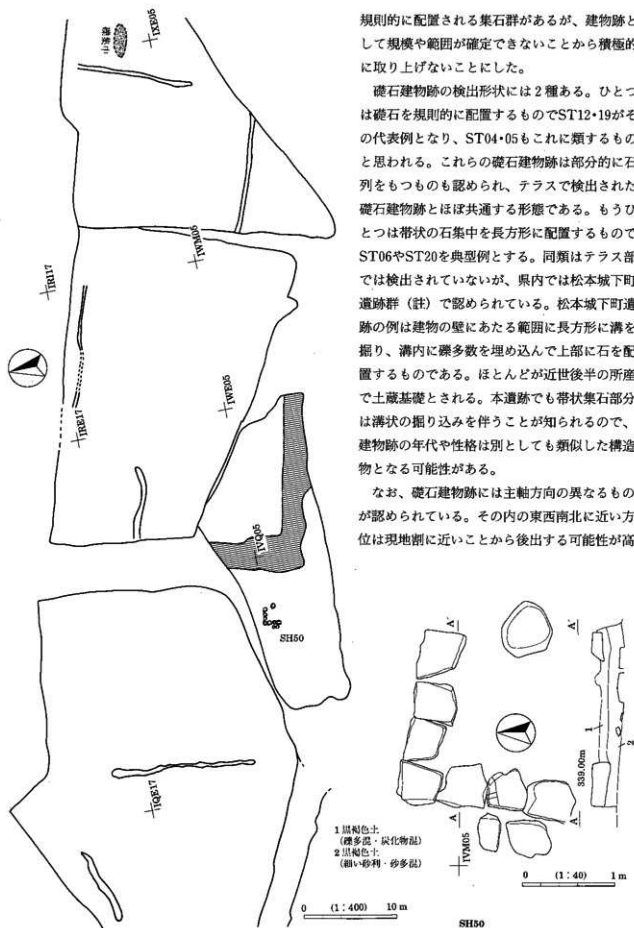 規則的に配置される集石群があるが、建物跡と
して規模や範囲が確定できないことから積極的
に取り上げないことにした。
礎石建物跡の検出形状には2種ある。ひとつ
は礎石を規則的に配置するものでST12・19がそ
の代表例となり、ST04・05もこれに類するもの
と思われる。これらの礎石建物跡は部分的に石
列をもつものも認められ、テラスで検出された
礎石建物跡とほぼ共通する形態である。もうひ
とつは帯状の石集中を長方形に配置するもので
ST06やST20を典型例とする。同類はテラス部
では検出されていないが、県内では松本城下町
遺跡群（註）で認められている。松本城下町遺
跡の例は建物の壁にあたる範囲に長方形に溝を
掘り、溝内に礫多数を埋め込んで上部に石を配
置するものである。ほとんどが近世後半の所産
で土蔵基礎とされる。本遺跡でも帯状集石部分
は溝状の掘り込みを伴うことが知られるので、
建物跡の年代や性格は別としても類似した構造
物となる可能性がある。
なお、礎石建物跡には主軸方向の異なるもの
が認められている。その内の東西南北に近い方
位は現地割に近いことから後出する可能性が高
礫集中
IXE05
IWM05
IRI17
IWE05
IRE17
IVQ05
SH50
IQE17
A
A'
A
A'
1
2
339.00m
IVM05
1 黒褐色土
(礫多混・炭化物混)
2 黒褐色土
(細い砂利・砂多混)
0 (1:400) 10 m
0 (1:40) 1 m
SH50